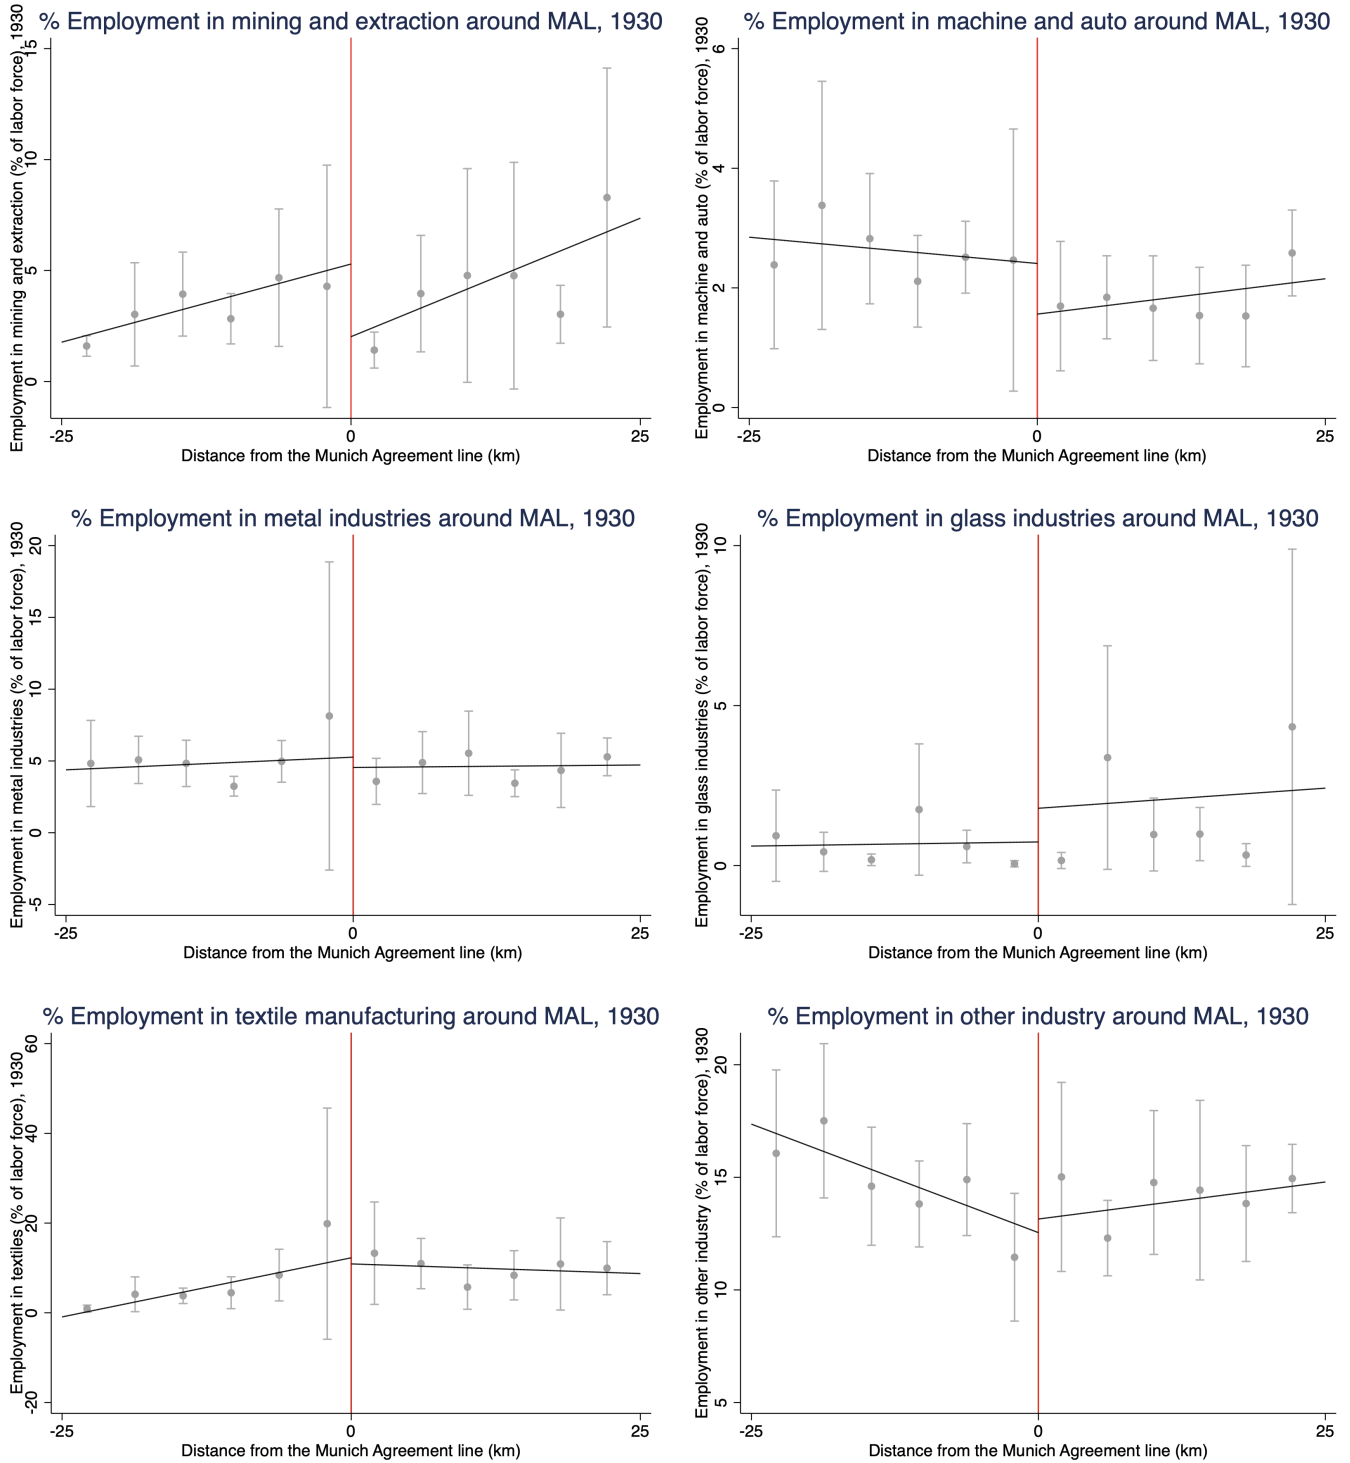 % Employment in mining and extraction around MAL, 1930
Employment in mining and extraction (% of labor force), 1930
15
10
5
0
-25
0
25
Distance from the Munich Agreement line (km)
% Employment in machine and auto around MAL, 1930
Employment in machine and auto (% of labor force), 1930
6
4
2
0
-25
0
25
Distance from the Munich Agreement line (km)
% Employment in metal industries around MAL, 1930
Employment in metal industries (% of labor force), 1930
20
15
10
5
0
-5
-25
0
25
Distance from the Munich Agreement line (km)
% Employment in glass industries around MAL, 1930
Employment in glass industries (% of labor force), 1930
10
5
0
-25
0
25
Distance from the Munich Agreement line (km)
% Employment in textile manufacturing around MAL, 1930
Employment in textiles (% of labor force), 1930
60
40
20
0
-20
-25
0
25
Distance from the Munich Agreement line (km)
% Employment in other industry around MAL, 1930
Employment in other industry (% of labor force), 1930
20
15
10
5
-25
0
25
Distance from the Munich Agreement line (km)